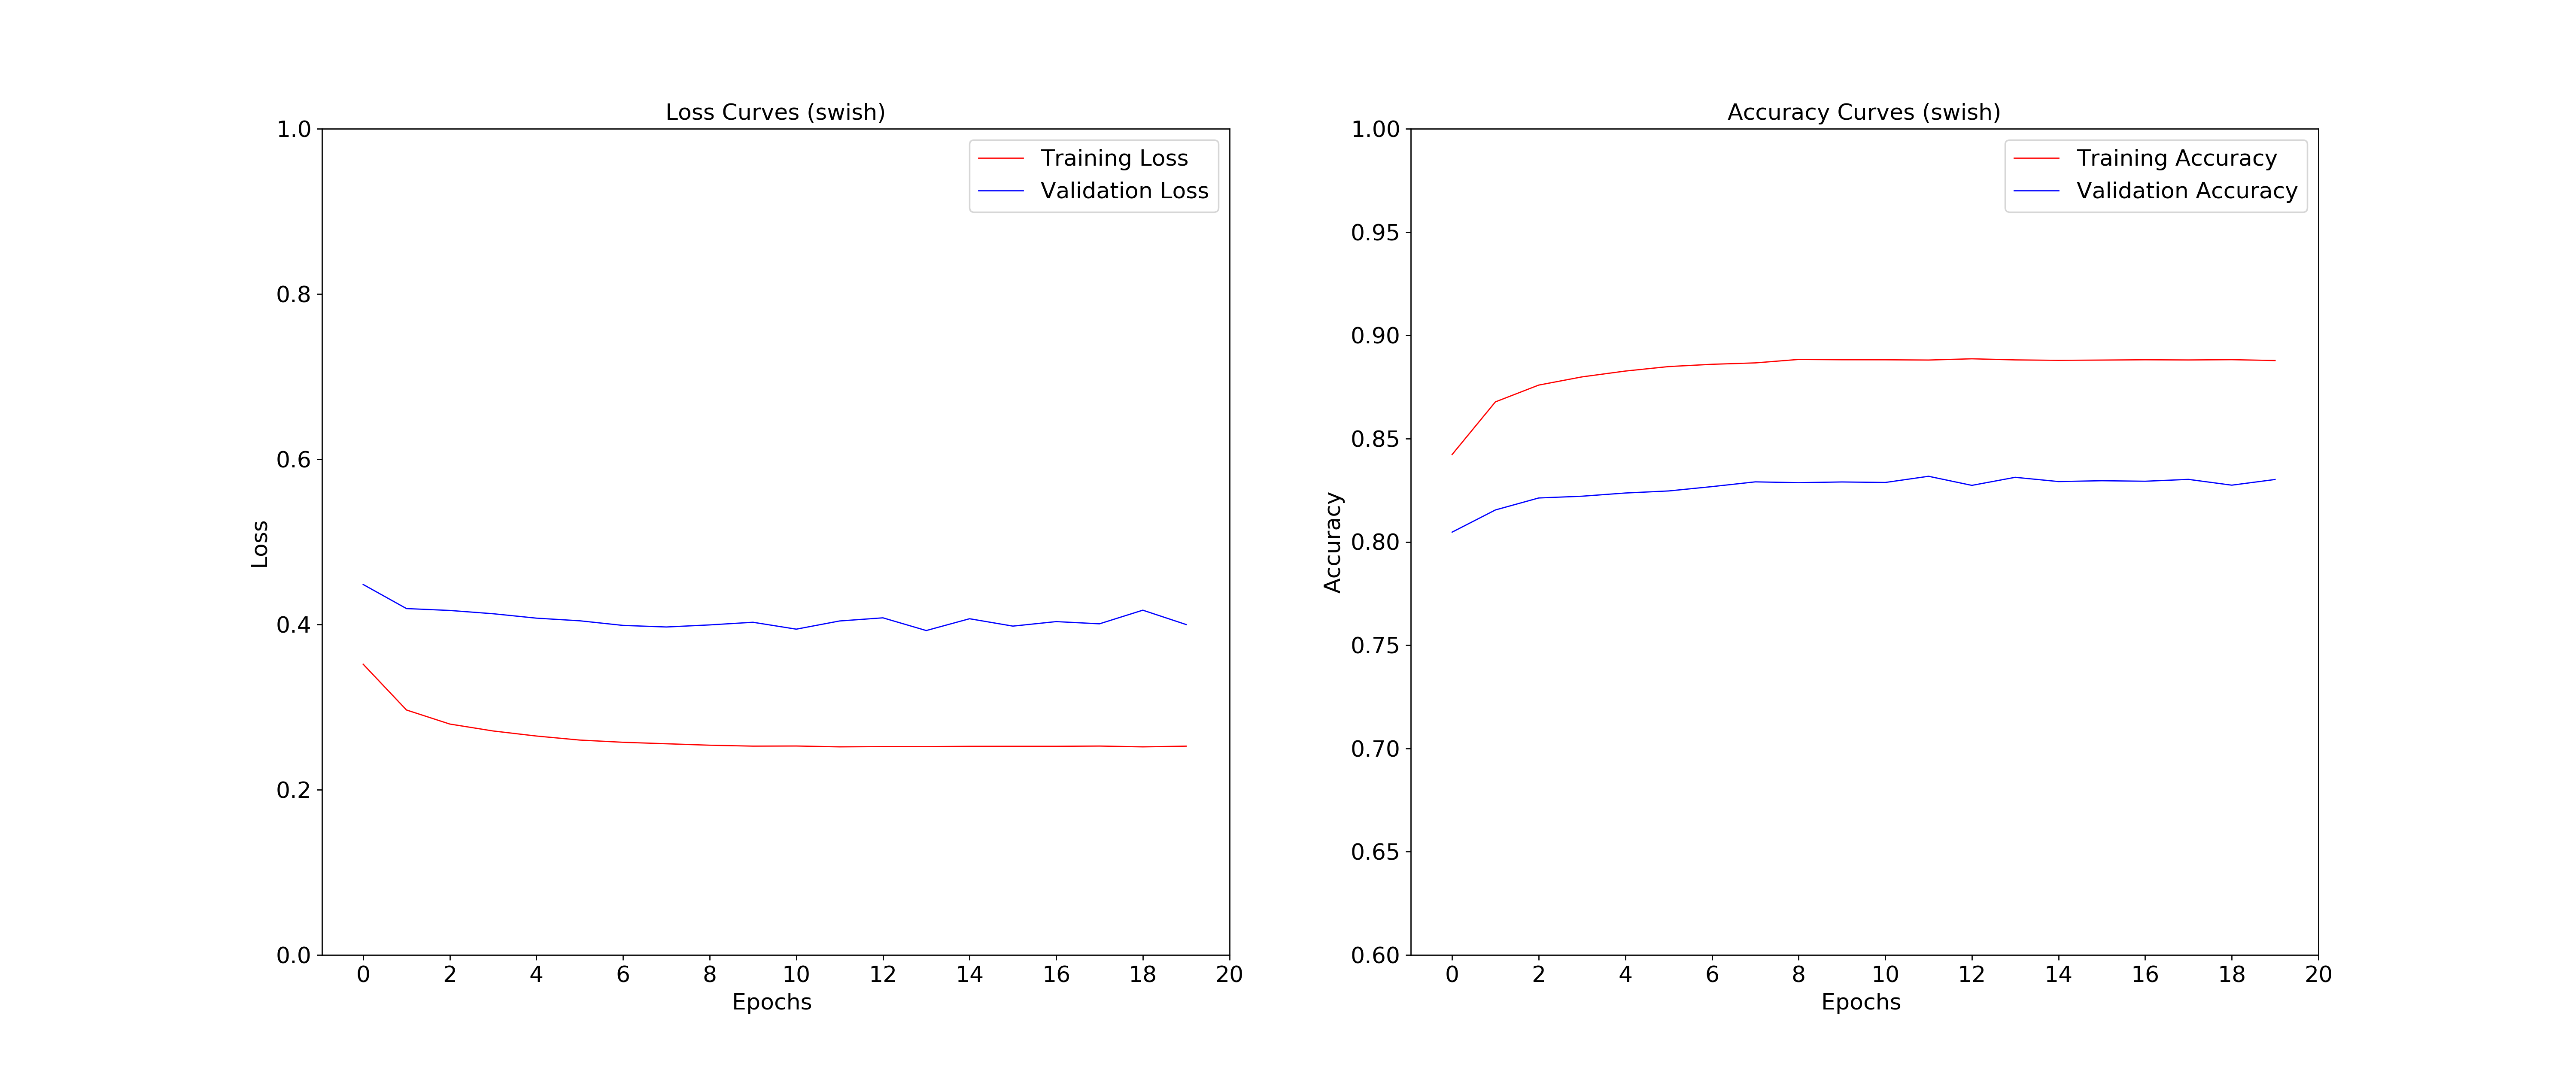 Loss Curves (swish)
1.0
0.8
0.6
0.4
0.2
0.0
Loss
Training Loss
Validation Loss
0 2 4 6 8 10 12 14 16 18 20
Epochs
Accuracy Curves (swish)
1.00
0.95
0.90
0.85
0.80
0.75
0.70
0.65
0.60
Accuracy
Training Accuracy
Validation Accuracy
0 2 4 6 8 10 12 14 16 18 20
Epochs